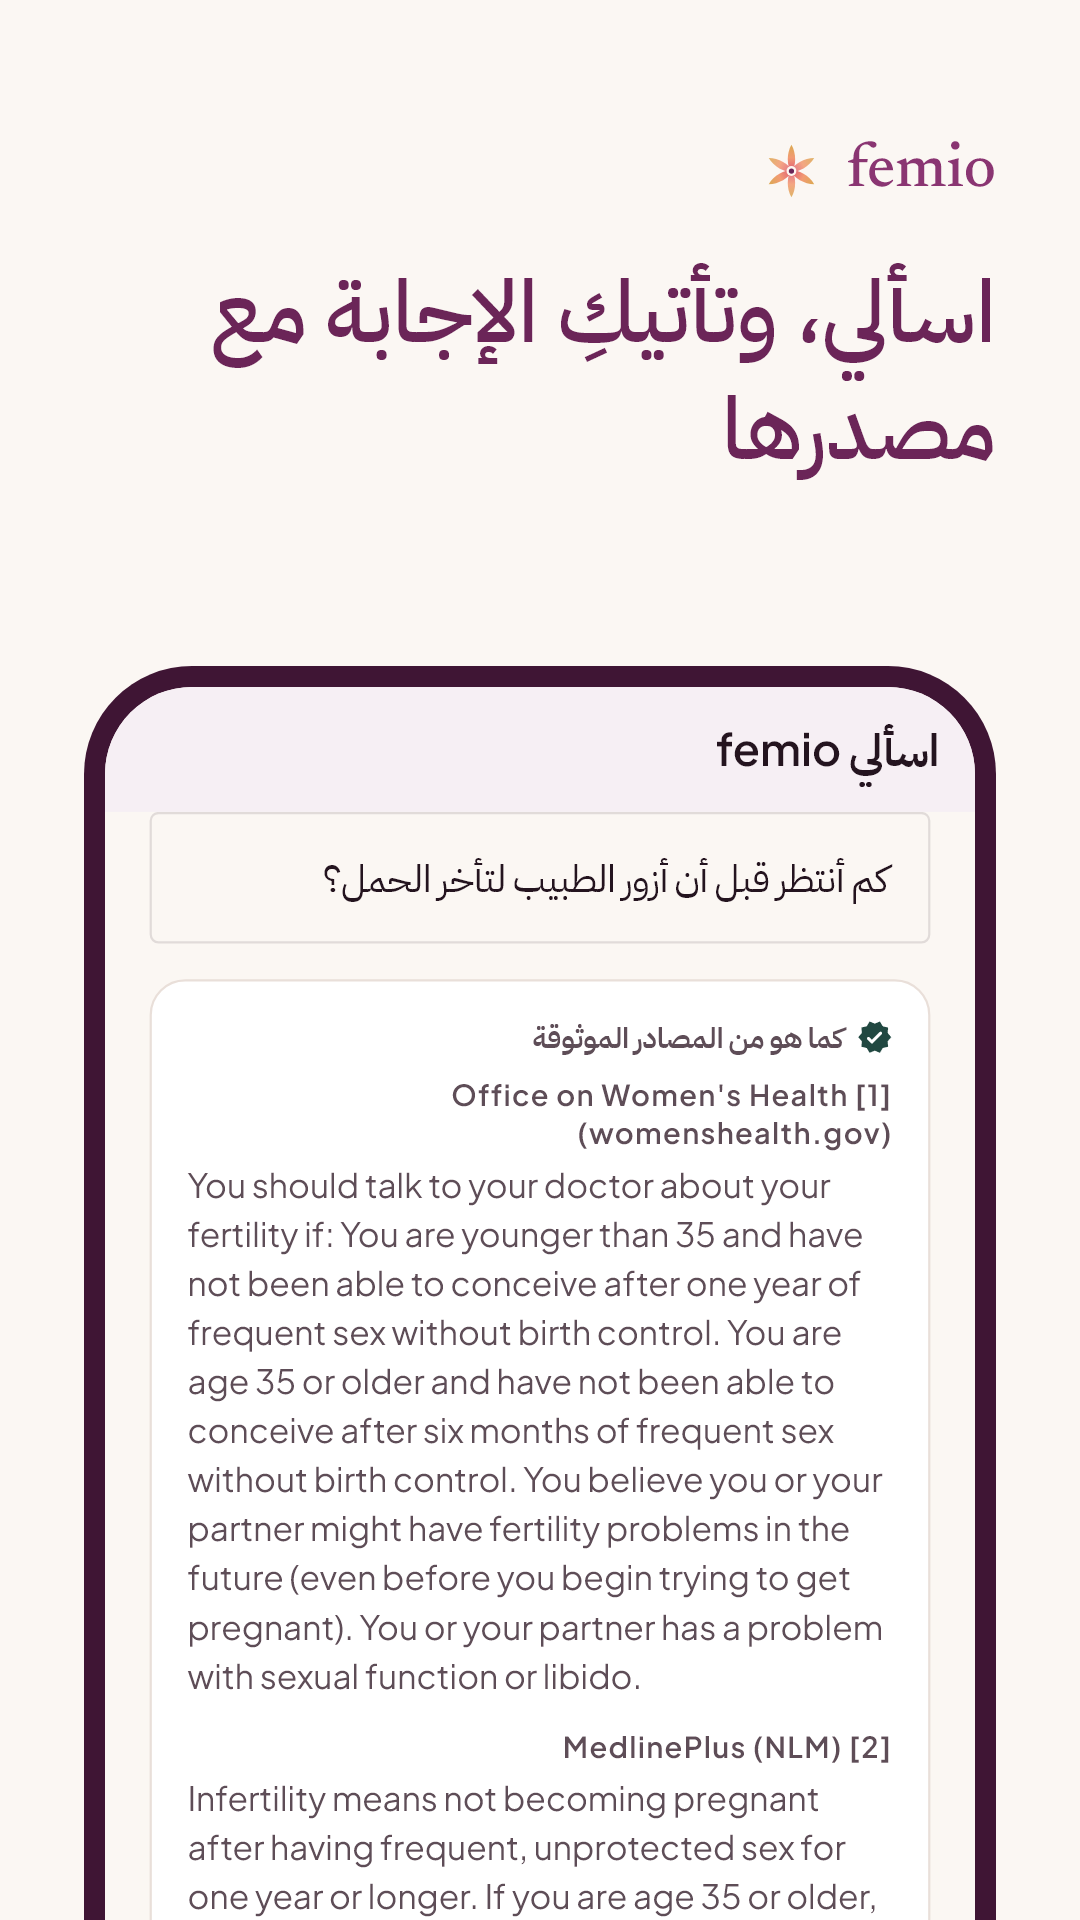 femio
اسألي، وتأتيكِ الإجابة مع
مصدرها
اسألي femio
كم أنتظر قبل أن أزور الطبيب لتأخر الحمل؟
كما هو من المصادر الموثوقة
Office on Women's Health [1]
(womenshealth.gov)
You should talk to your doctor about your
fertility if: You are younger than 35 and have
not been able to conceive after one year of
frequent sex without birth control. You are
age 35 or older and have not been able to
conceive after six months of frequent sex
without birth control. You believe you or your
partner might have fertility problems in the
future (even before you begin trying to get
pregnant). You or your partner has a problem
with sexual function or libido.
MedlinePlus (NLM) [2]
Infertility means not becoming pregnant
after having frequent, unprotected sex for
one year or longer. If you are age 35 or older,